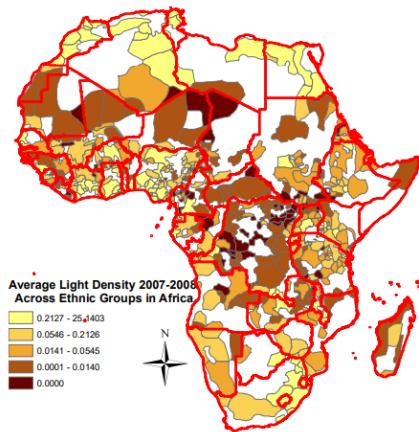 Average Light Density 2007-2008
Across Ethnic Groups in Africa
0.2127 - 25.1403
0.0546 - 0.2126
0.0141 - 0.0545
0.0001 - 0.0140
0.0000
N